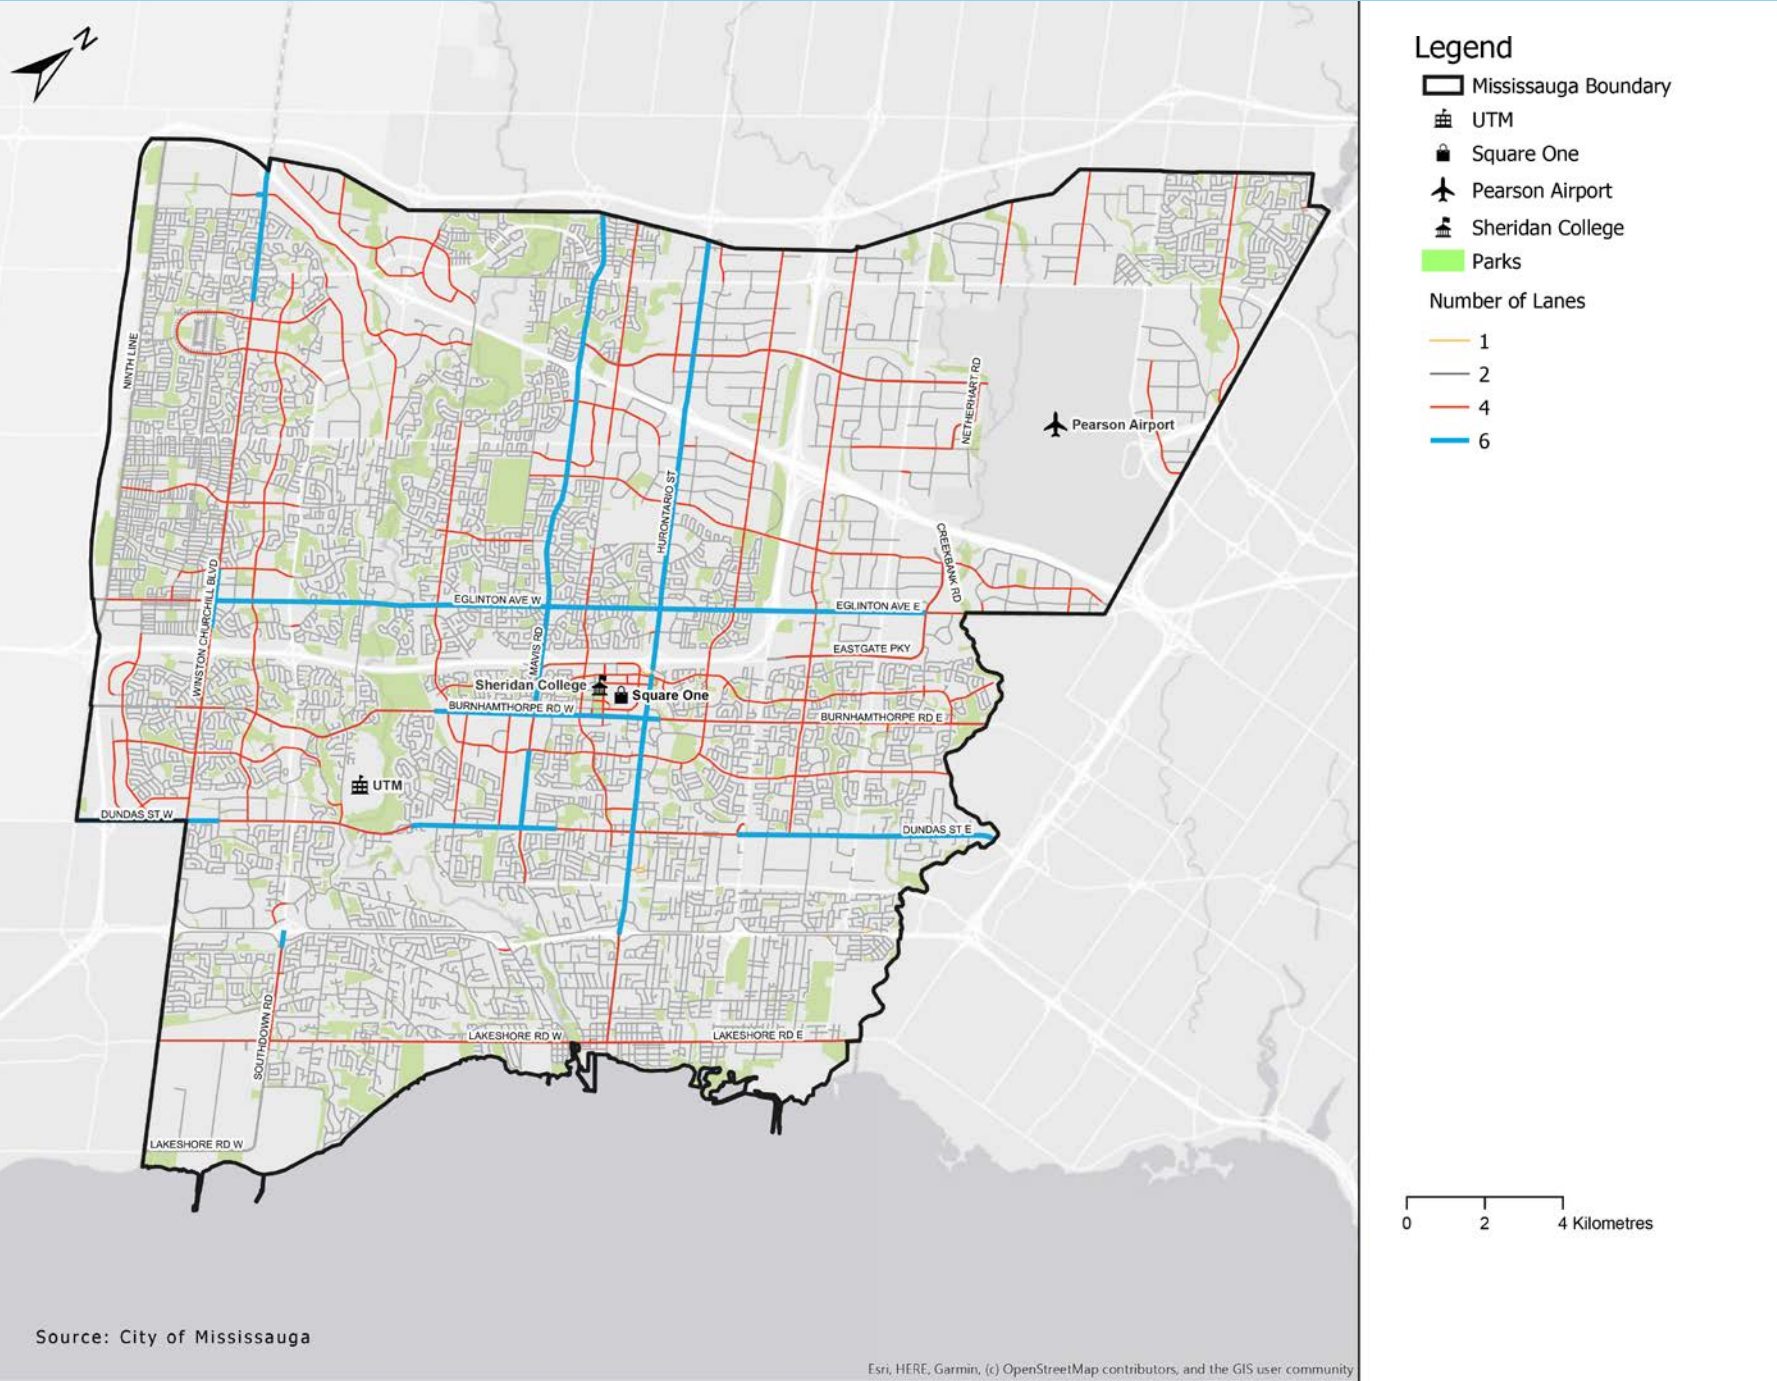 N
Legend
Mississauga Boundary
UTM
Square One
Pearson Airport
Sheridan College
Parks
Number of Lanes
1
2
4
6
NINTH LINE
NETHERHART RD
Pearson Airport
HURONTARIO ST
CREEKBANK RD
WINSTON CHURCHILL BLVD
EGLINTON AVE W
EGLINTON AVE E
MAVIS RD
EASTGATE PKY
Sheridan College
Square One
BURNHAMTHORPE RD W
BURNHAMTHORPE RD E
UTM
DUNDAS ST W
DUNDAS ST E
SOUTHDOWN RD
LAKESHORE RD W
LAKESHORE RD E
LAKESHORE RD W
0 2 4 Kilometres
Source: City of Mississauga
Esri, HERE, Garmin, (c) OpenStreetMap contributors, and the GIS user community